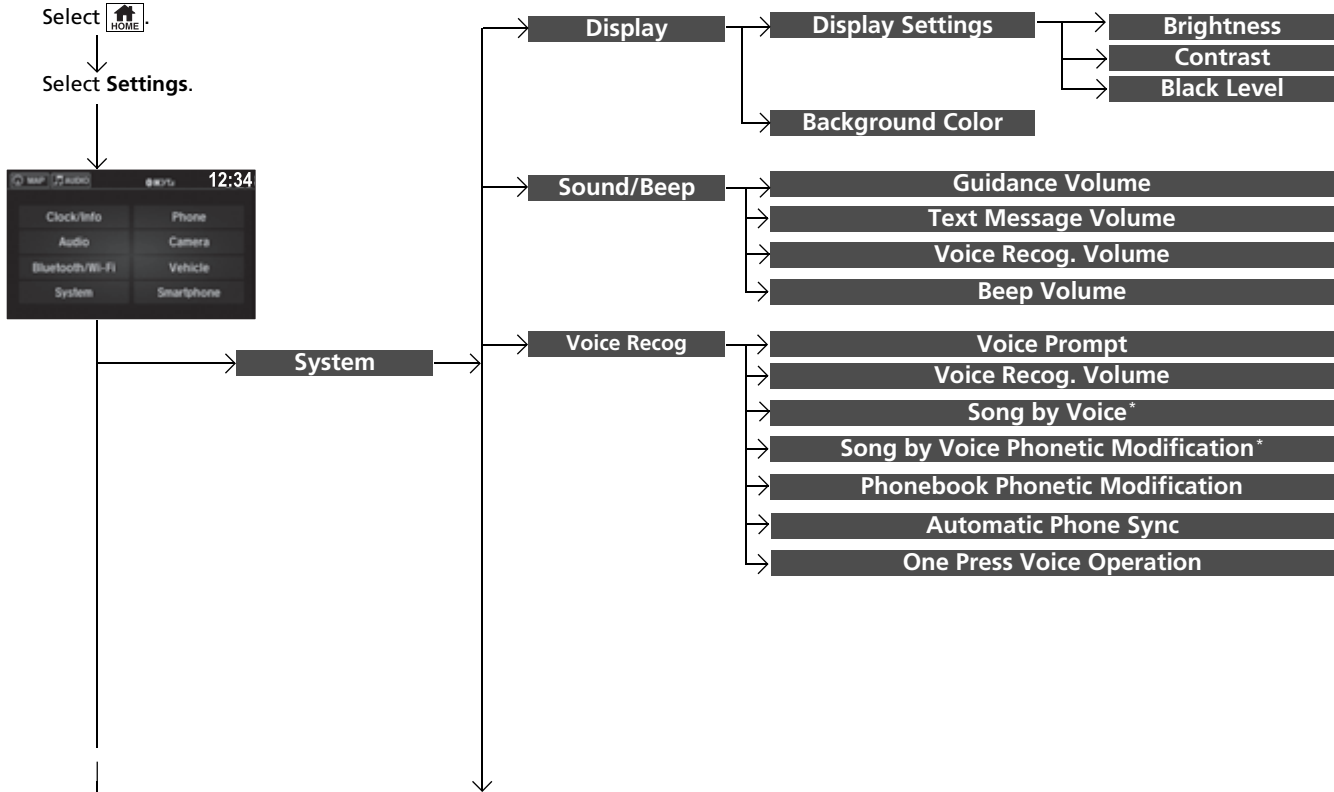 Select HOME.
Select Settings.
MAP AUDIO 12:34
Clock/Info Phone
Audio Camera
Bluetooth/Wi-Fi Vehicle
System Smartphone
System
Display
Display Settings
Brightness
Contrast
Black Level
Background Color
Sound/Beep
Guidance Volume
Text Message Volume
Voice Recog. Volume
Beep Volume
Voice Recog
Voice Prompt
Voice Recog. Volume
Song by Voice*
Song by Voice Phonetic Modification*
Phonebook Phonetic Modification
Automatic Phone Sync
One Press Voice Operation